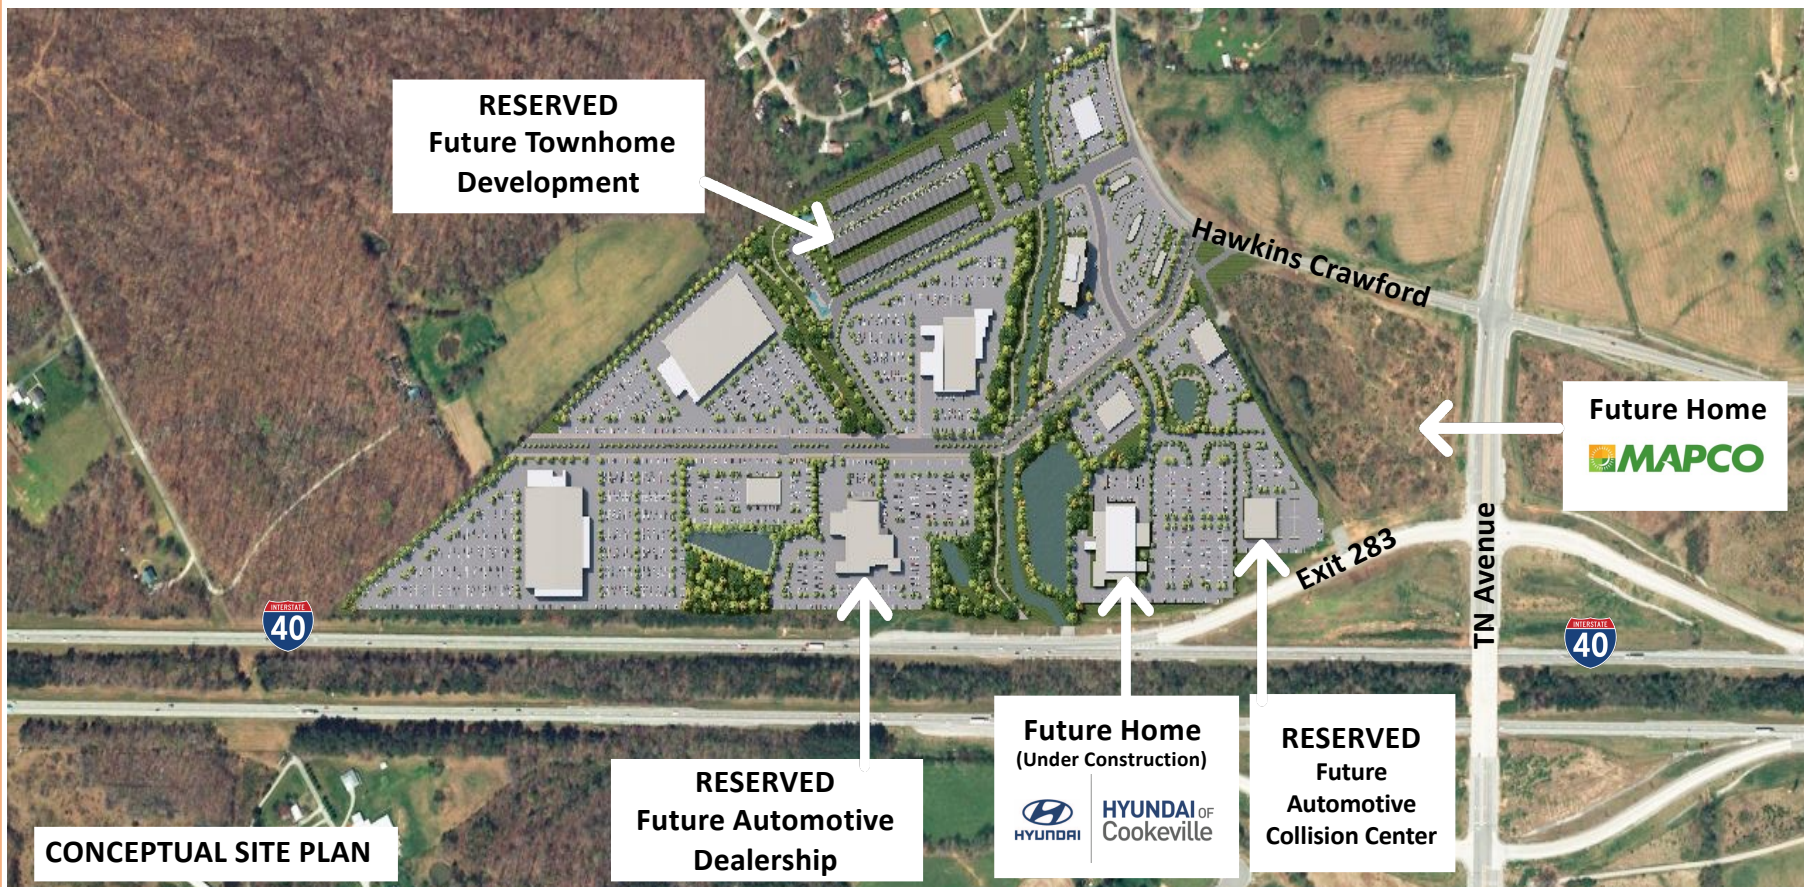 RESERVED
Future Townhome
Development
Hawkins Crawford
Future Home
MAPCO
TN Avenue
Exit 283
INTERSTATE
40
INTERSTATE
40
RESERVED
Future Automotive
Dealership
Future Home
(Under Construction)
HYUNDAI
HYUNDAI OF
Cookeville
RESERVED
Future
Automotive
Collision Center
CONCEPTUAL SITE PLAN